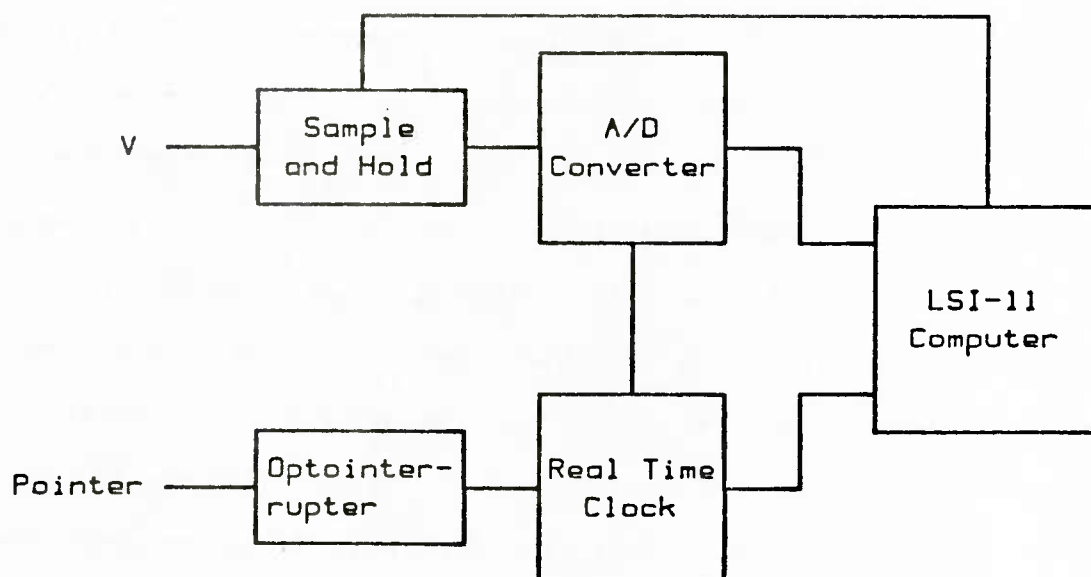 V
Sample
and Hold
A/D
Converter
LSI-11
Computer
Pointer
Optointer-
rupter
Real Time
Clock